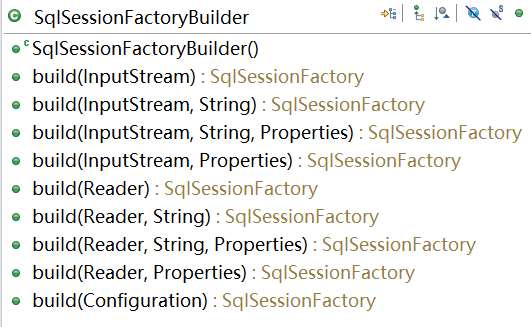 SqlSessionFactoryBuilder
SqlSessionFactoryBuilder()
build(InputStream) : SqlSessionFactory
build(InputStream, String) : SqlSessionFactory
build(InputStream, String, Properties) : SqlSessionFactory
build(InputStream, Properties) : SqlSessionFactory
build(Reader) : SqlSessionFactory
build(Reader, String) : SqlSessionFactory
build(Reader, String, Properties) : SqlSessionFactory
build(Reader, Properties) : SqlSessionFactory
build(Configuration) : SqlSessionFactory